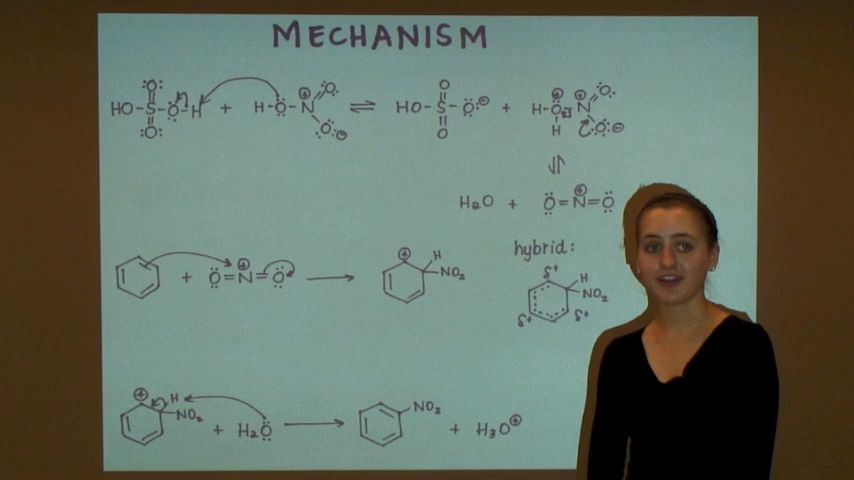 MECHANISM
HO-S-O-H + H-O-N ⇌ HO-S-O⊖ + H-O-N
H₂O + O=N=O
hybrid:
+ O=N=O → H NO₂
δ+ H NO₂ δ+ δ+
H NO₂ + H₂O → NO₂ + H₃O⊕